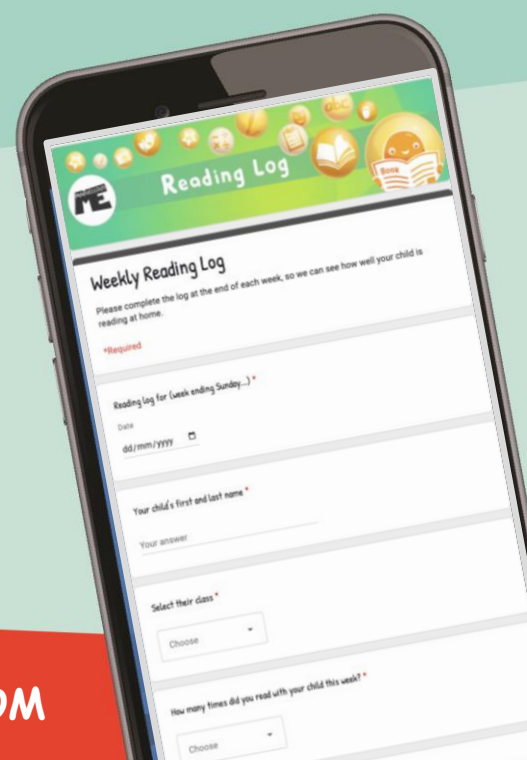 abc
Book
Reading Log
ME
Weekly Reading Log
Please complete the log at the end of each week, so we can see how well your child is
reading at home.
*Required
Reading log for (week ending Sunday...) *
Date
dd/mm/yyyy
Your child's first and last name *
Your answer
Select their class *
Choose
How many times did you read with your child this week? *
Choose
OM